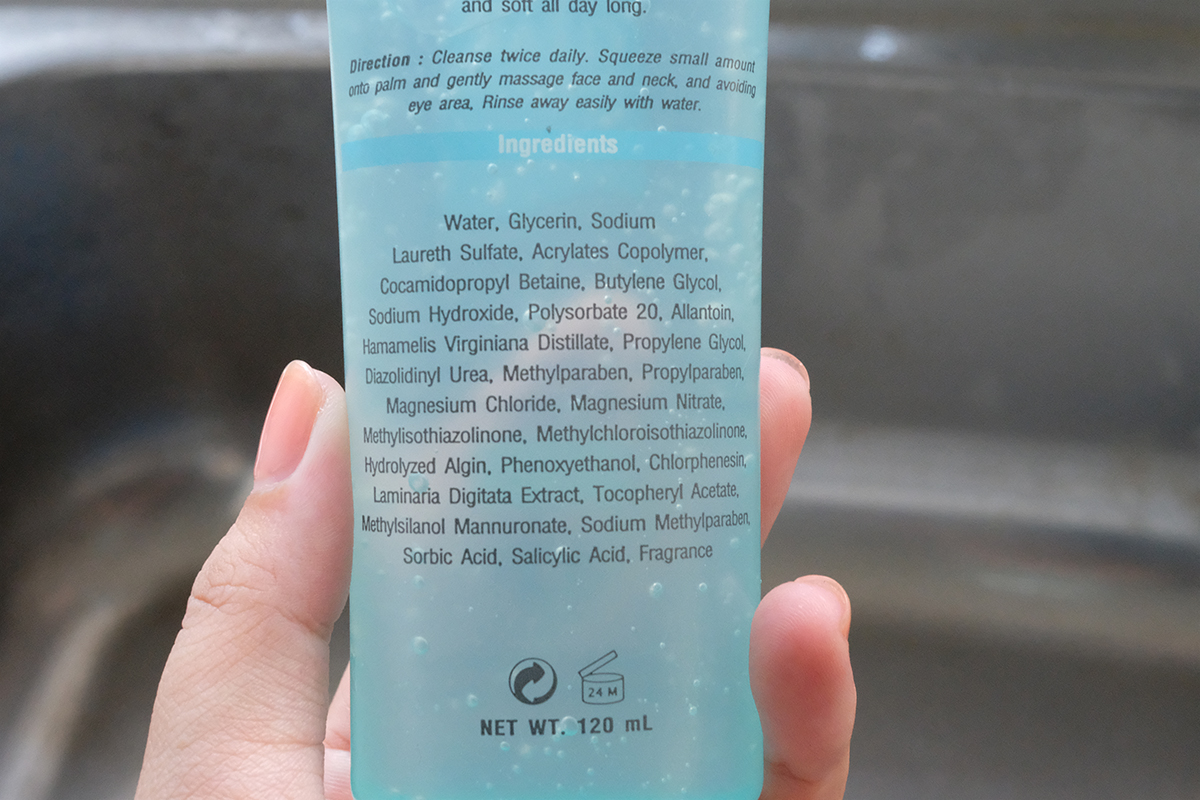 and soft all day long.
Direction : Cleanse twice daily. Squeeze small amount
onto palm and gently massage face and neck, and avoiding
eye area, Rinse away easily with water.
Ingredients
Water, Glycerin, Sodium
Laureth Sulfate, Acrylates Copolymer,
Cocamidopropyl Betaine, Butylene Glycol,
Sodium Hydroxide, Polysorbate 20, Allantoin,
Hamamelis Virginiana Distillate, Propylene Glycol,
Diazolidinyl Urea, Methylparaben, Propylparaben,
Magnesium Chloride, Magnesium Nitrate,
Methylisothiazolinone, Methylchloroisothiazolinone,
Hydrolyzed Algin, Phenoxyethanol, Chlorphenesin,
Laminaria Digitata Extract, Tocopheryl Acetate,
Methylsilanol Mannuronate, Sodium Methylparaben,
Sorbic Acid, Salicylic Acid, Fragrance
24 M
NET WT. 120 mL